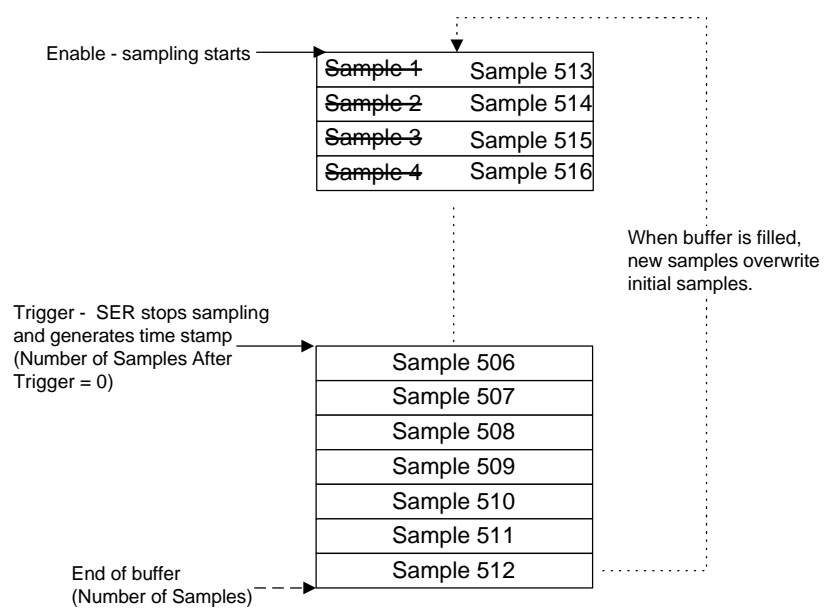 Enable - sampling starts
Sample 1 Sample 513
Sample 2 Sample 514
Sample 3 Sample 515
Sample 4 Sample 516
When buffer is filled,
new samples overwrite
initial samples.
Trigger - SER stops sampling
and generates time stamp
(Number of Samples After
Trigger = 0)
Sample 506
Sample 507
Sample 508
Sample 509
Sample 510
Sample 511
Sample 512
End of buffer
(Number of Samples)